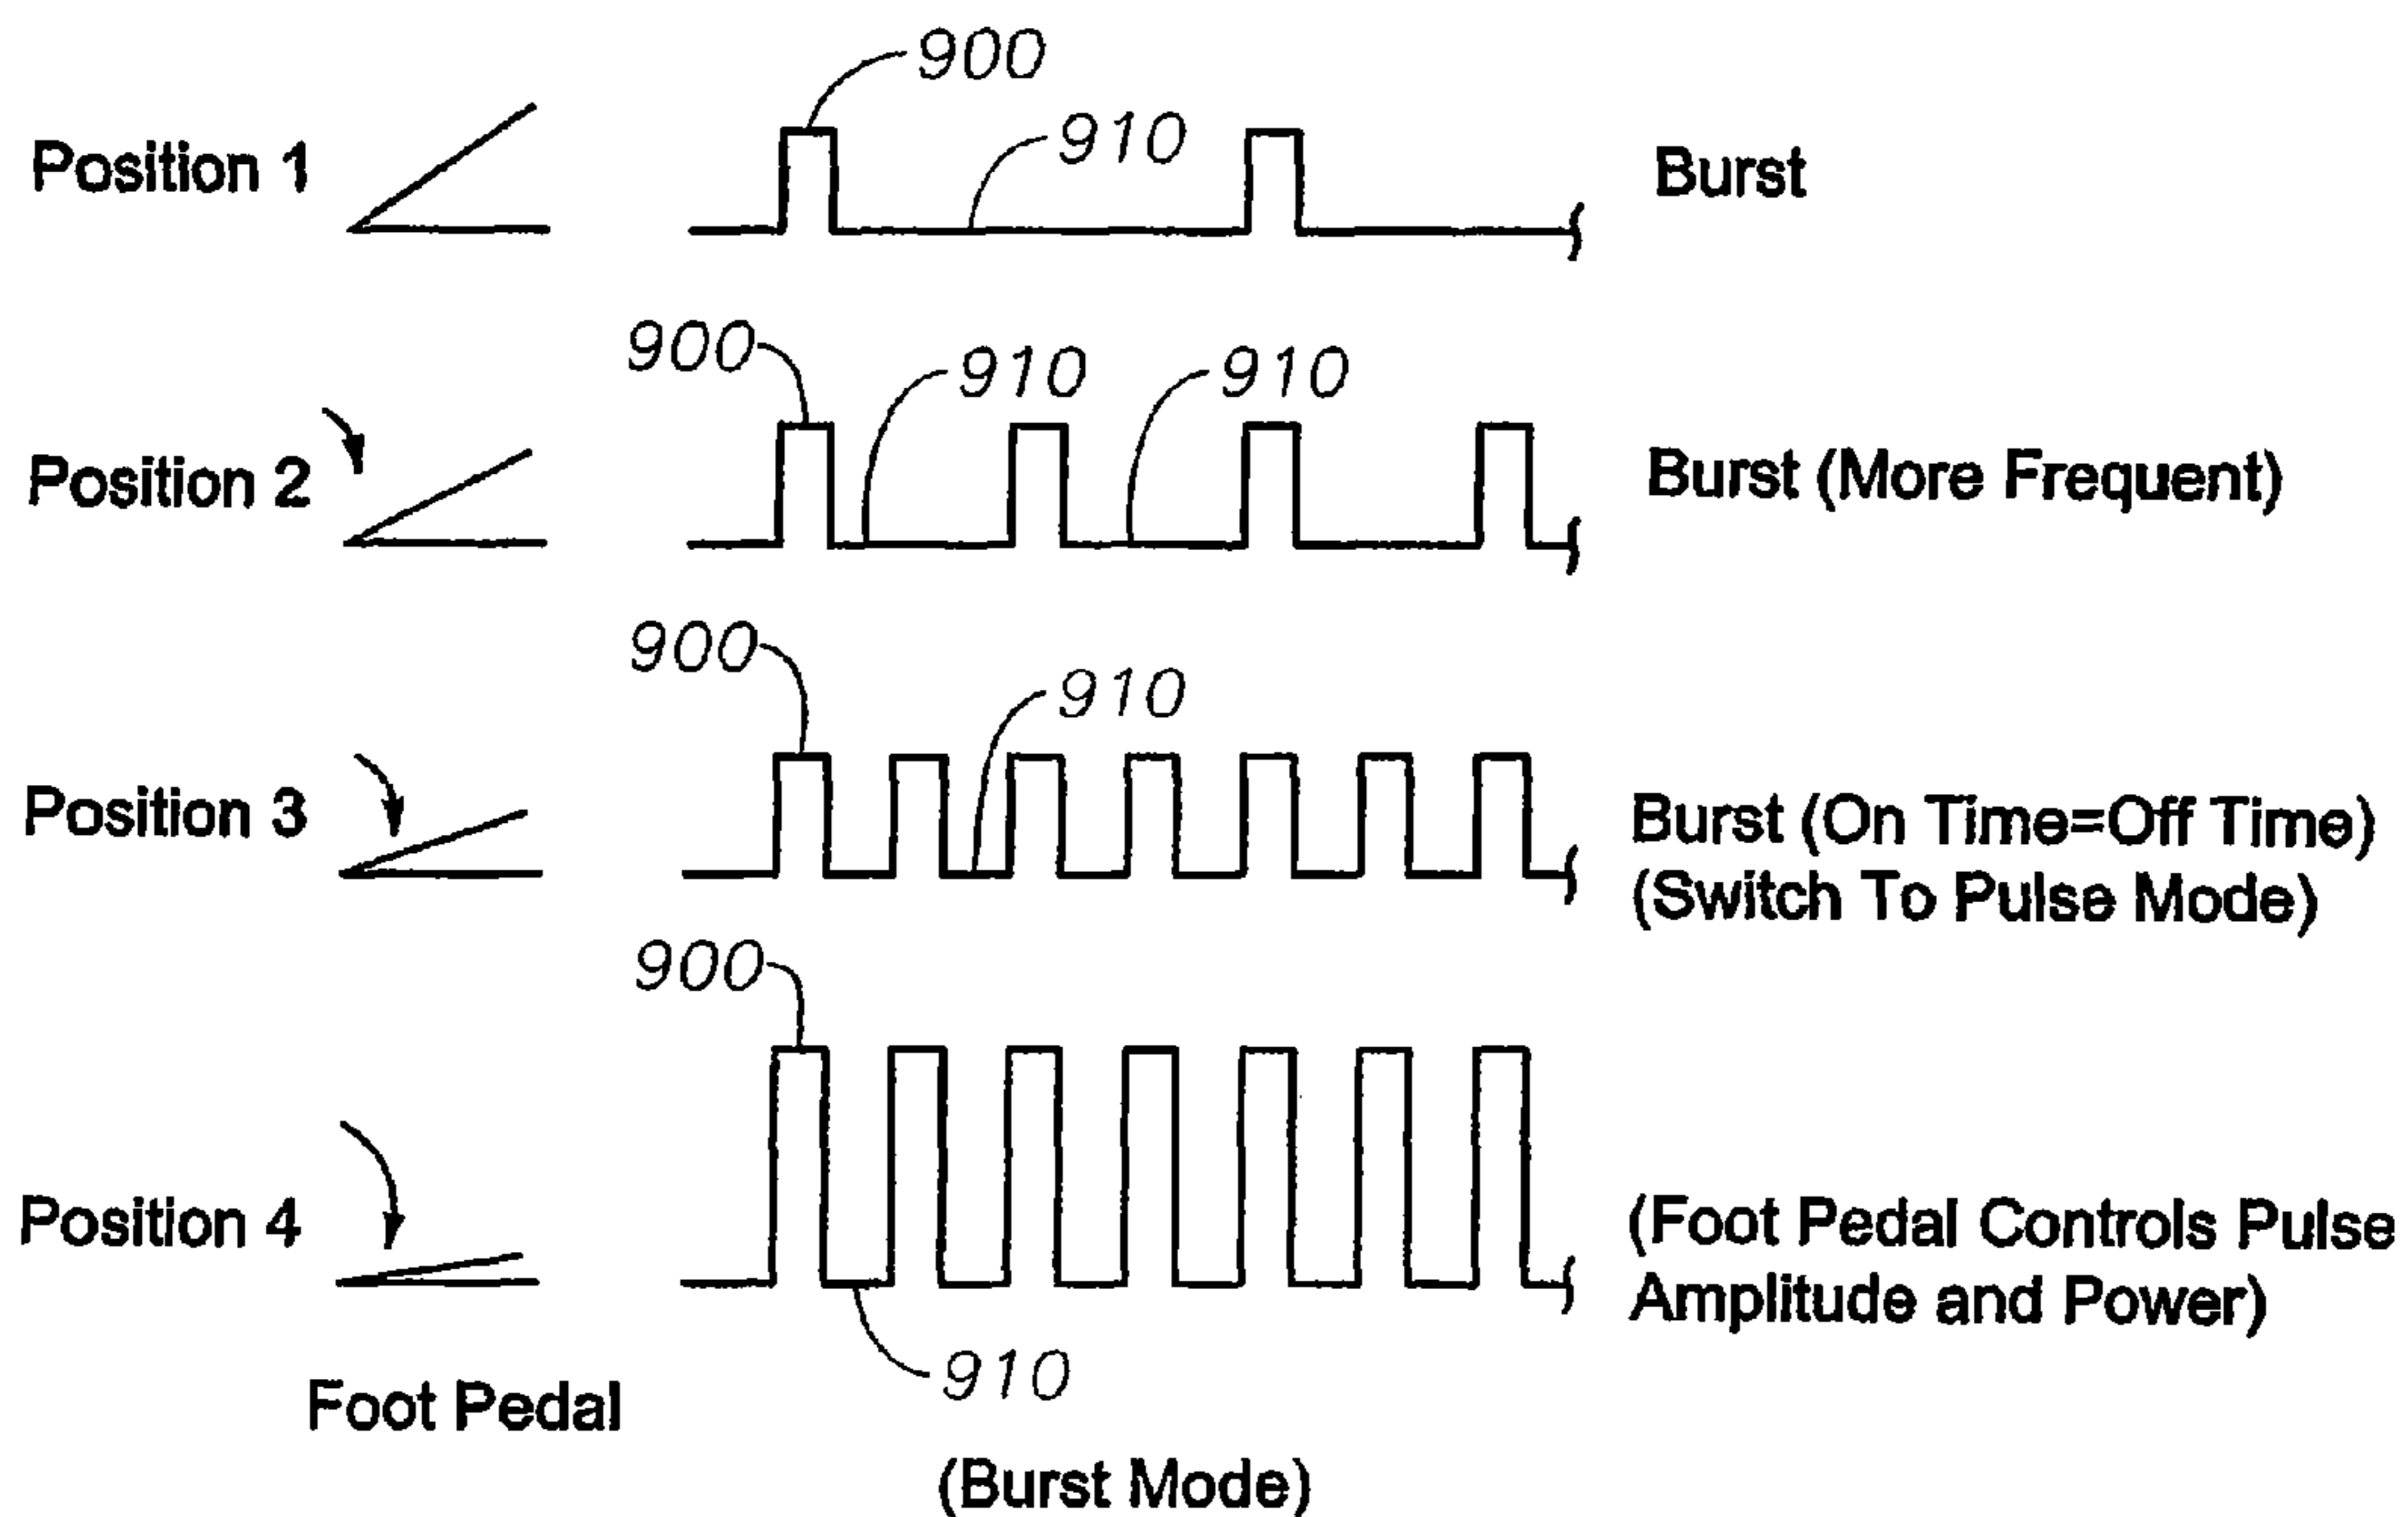 900
910
Position 1
Burst
900
910
910
Position 2
Burst (More Frequent)
900
910
Position 3
Burst (On Time=Off Time)
(Switch To Pulse Mode)
900
Position 4
(Foot Pedal Controls Pulse
Amplitude and Power)
910
Foot Pedal
(Burst Mode)